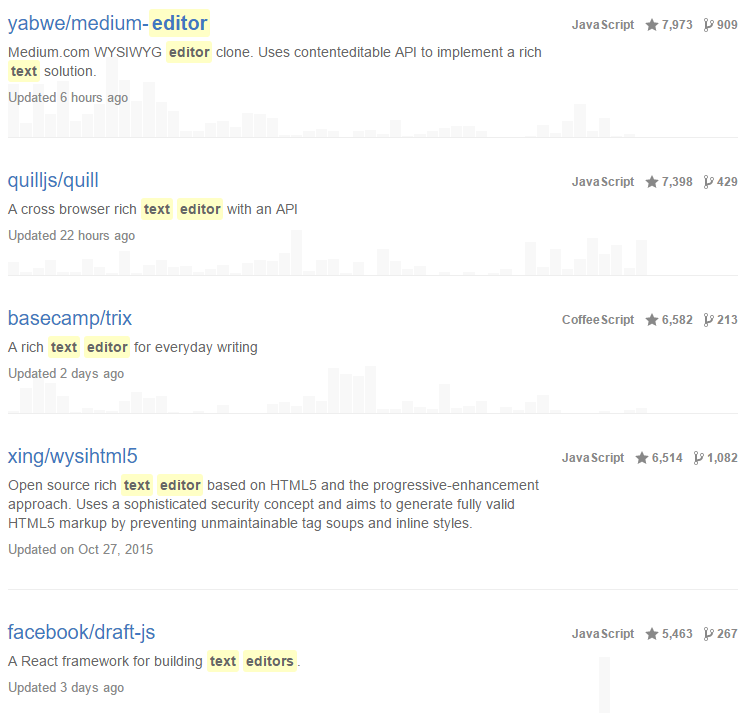 yabwe/medium-editor JavaScript 7,973 909
Medium.com WYSIWYG editor clone. Uses contenteditable API to implement a rich
text solution.
Updated 6 hours ago
quilljs/quill JavaScript 7,398 429
A cross browser rich text editor with an API
Updated 22 hours ago
basecamp/trix CoffeeScript 6,582 213
A rich text editor for everyday writing
Updated 2 days ago
xing/wysihtml5 JavaScript 6,514 1,082
Open source rich text editor based on HTML5 and the progressive-enhancement
approach. Uses a sophisticated security concept and aims to generate fully valid
HTML5 markup by preventing unmaintainable tag soups and inline styles.
Updated on Oct 27, 2015
facebook/draft-js JavaScript 5,463 267
A React framework for building text editors.
Updated 3 days ago